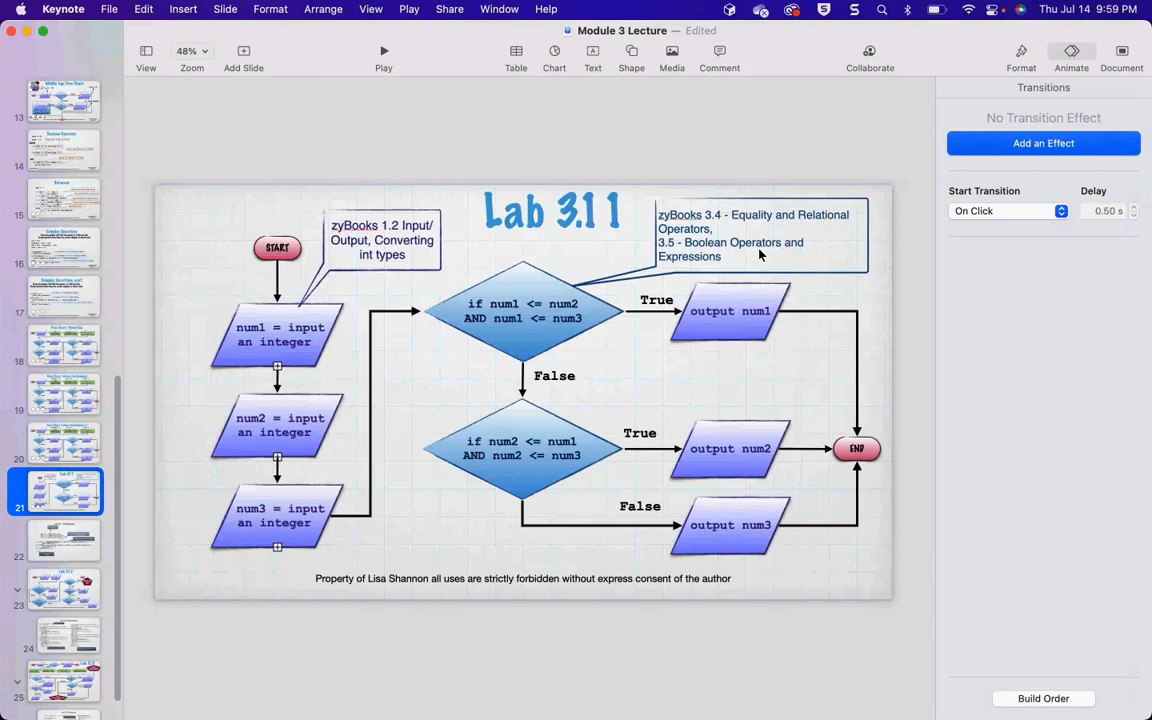 Keynote File Edit Insert Slide Format Arrange View Play Share Window Help Thu Jul 14 9:59 PM
Module 3 Lecture — Edited
48%
View Zoom Add Slide Play Table Chart Text Shape Media Comment Collaborate Format Animate Document
Transitions
No Transition Effect
Add an Effect
Start Transition Delay
On Click 0.50 s
Build Order
13
14
15
16
17
18
19
20
21
22
23
24
25
Lab 3.1 1
zyBooks 1.2 Input/
Output, Converting
int types
zyBooks 3.4 - Equality and Relational
Operators,
3.5 - Boolean Operators and
Expressions
START
num1 = input
an integer
num2 = input
an integer
num3 = input
an integer
if num1 <= num2
AND num1 <= num3
True
output num1
False
if num2 <= num1
AND num2 <= num3
True
output num2
END
False
output num3
Property of Lisa Shannon all uses are strictly forbidden without express consent of the author